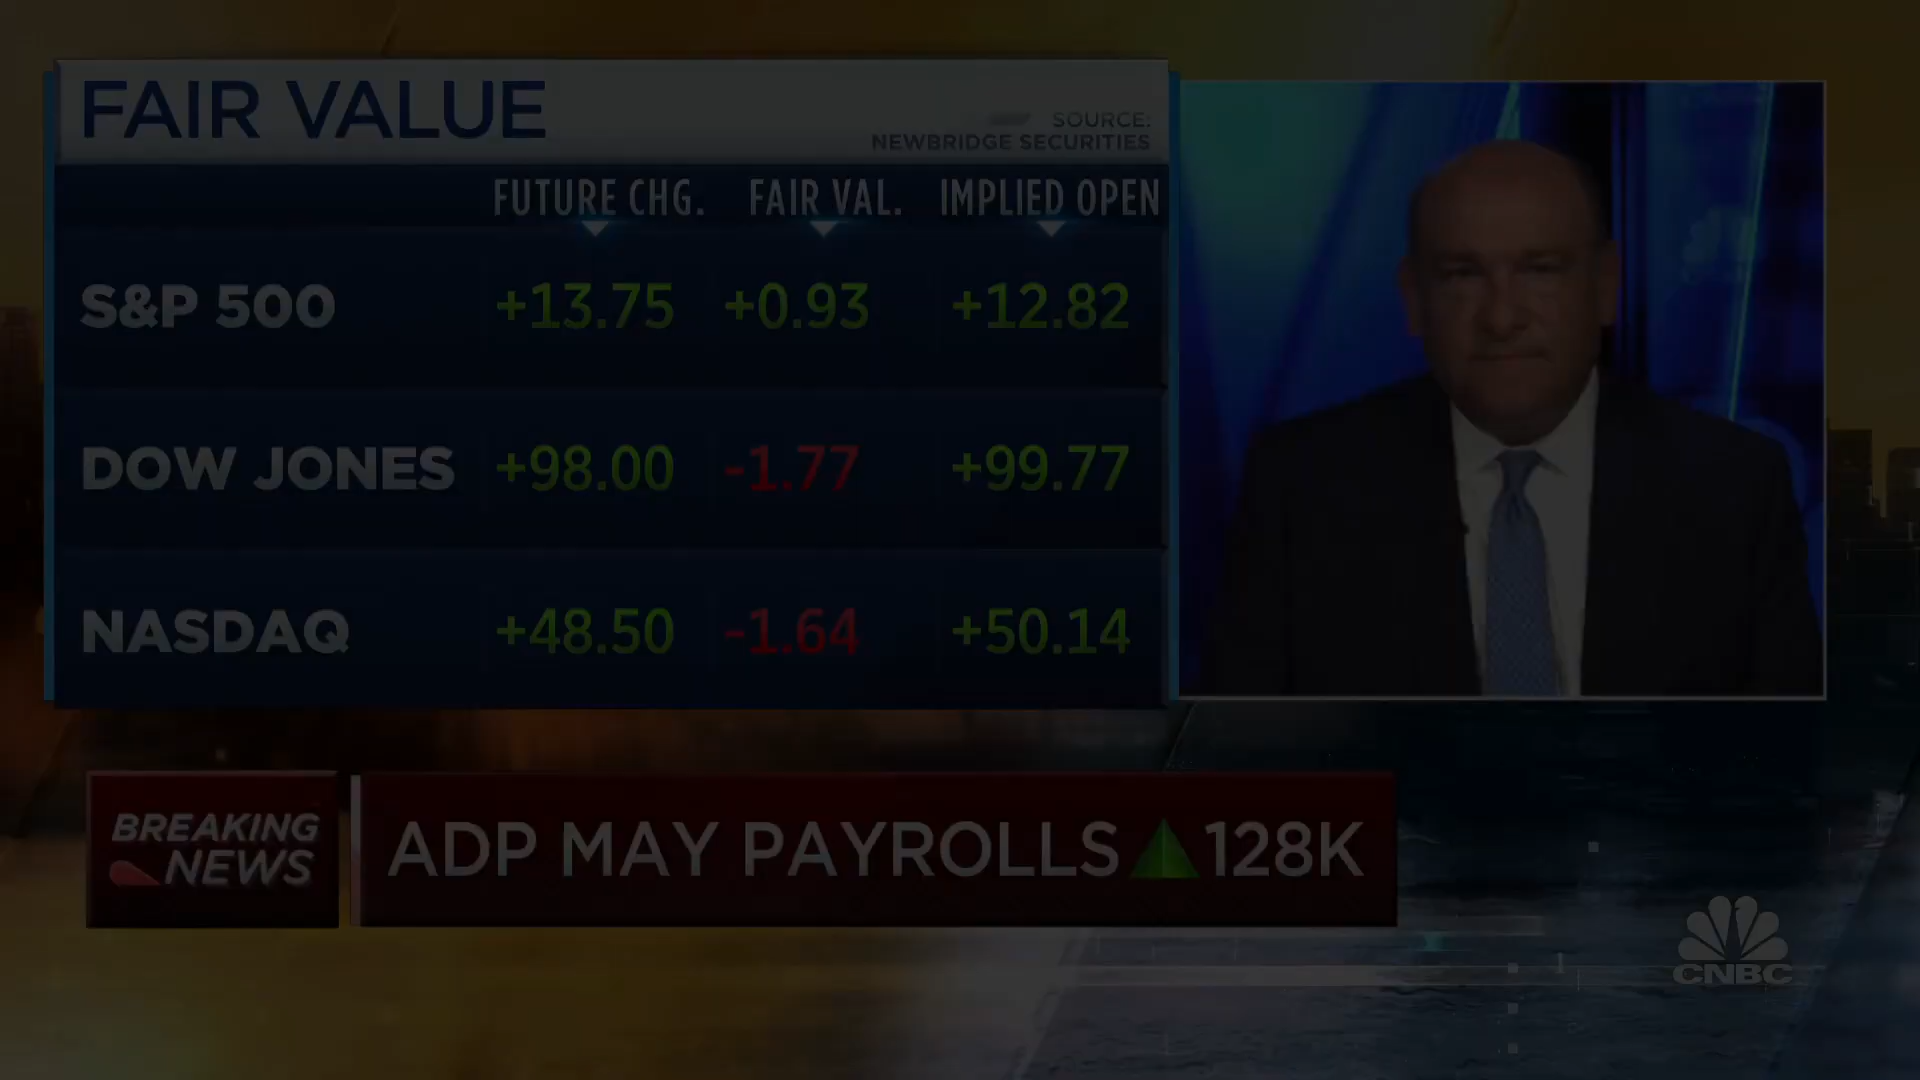 FAIR VALUE
SOURCE:
NEWBRIDGE SECURITIES
FUTURE CHG. FAIR VAL. IMPLIED OPEN
S&P 500 +13.75 +0.93 +12.82
DOW JONES +98.00 -1.77 +99.77
NASDAQ +48.50 -1.64 +50.14
BREAKING
NEWS
ADP MAY PAYROLLS ▲128K
CNBC